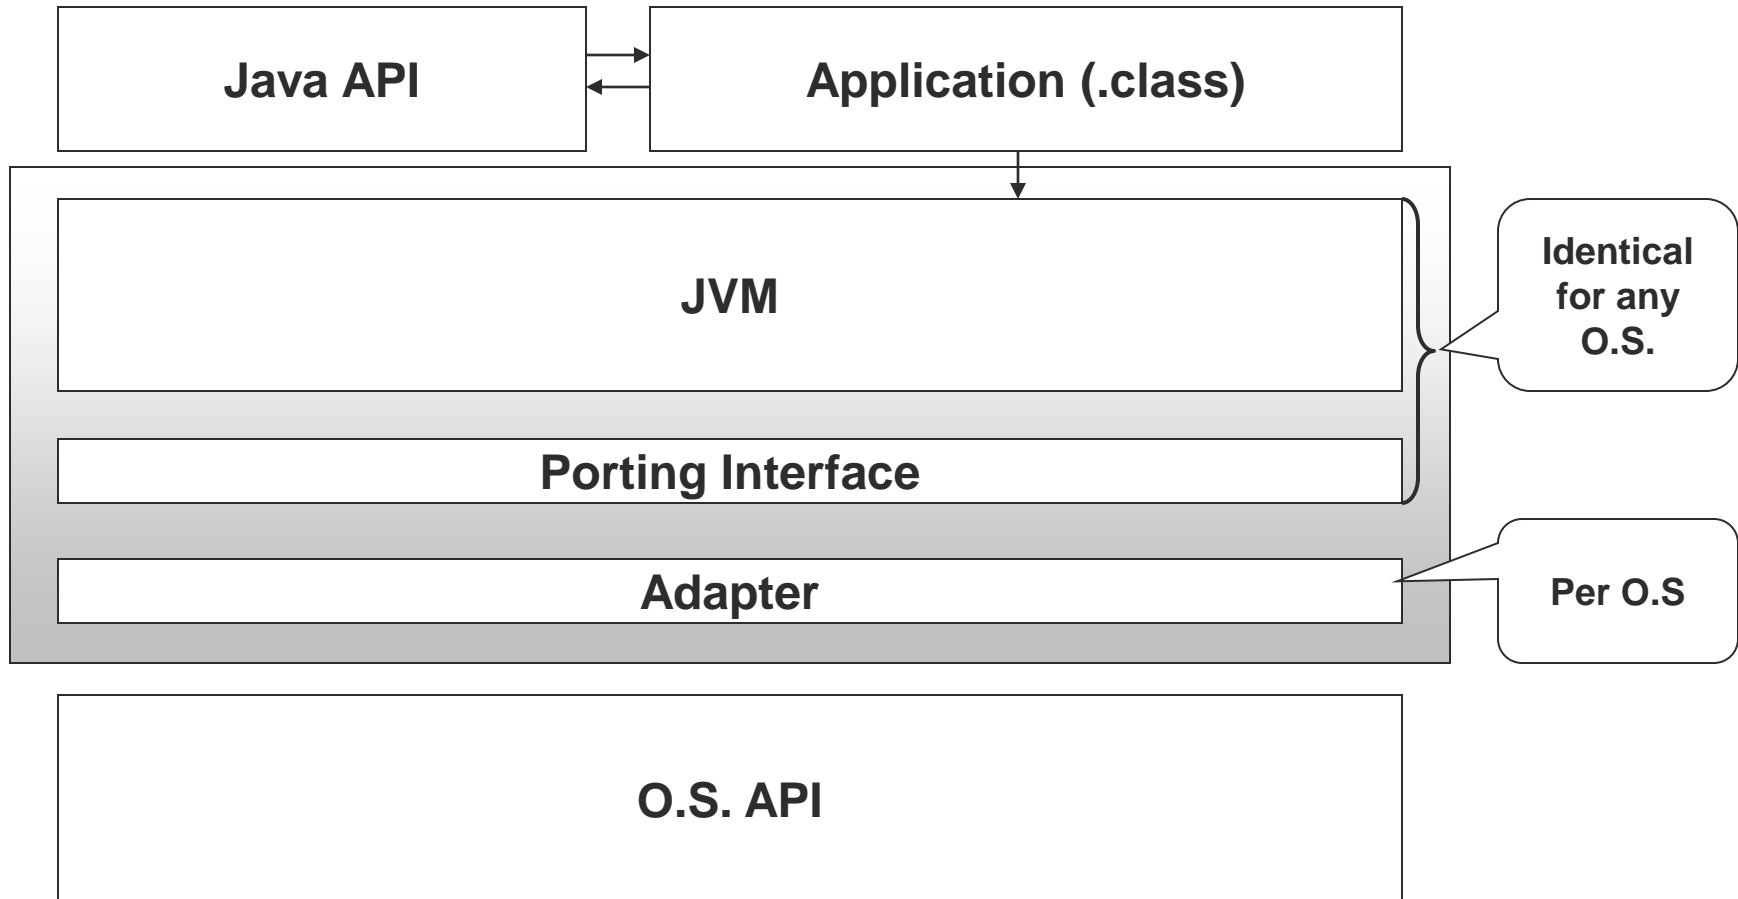 Java API
Application (.class)
JVM
Identical
for any
O.S.
Porting Interface
Adapter
Per O.S
O.S. API